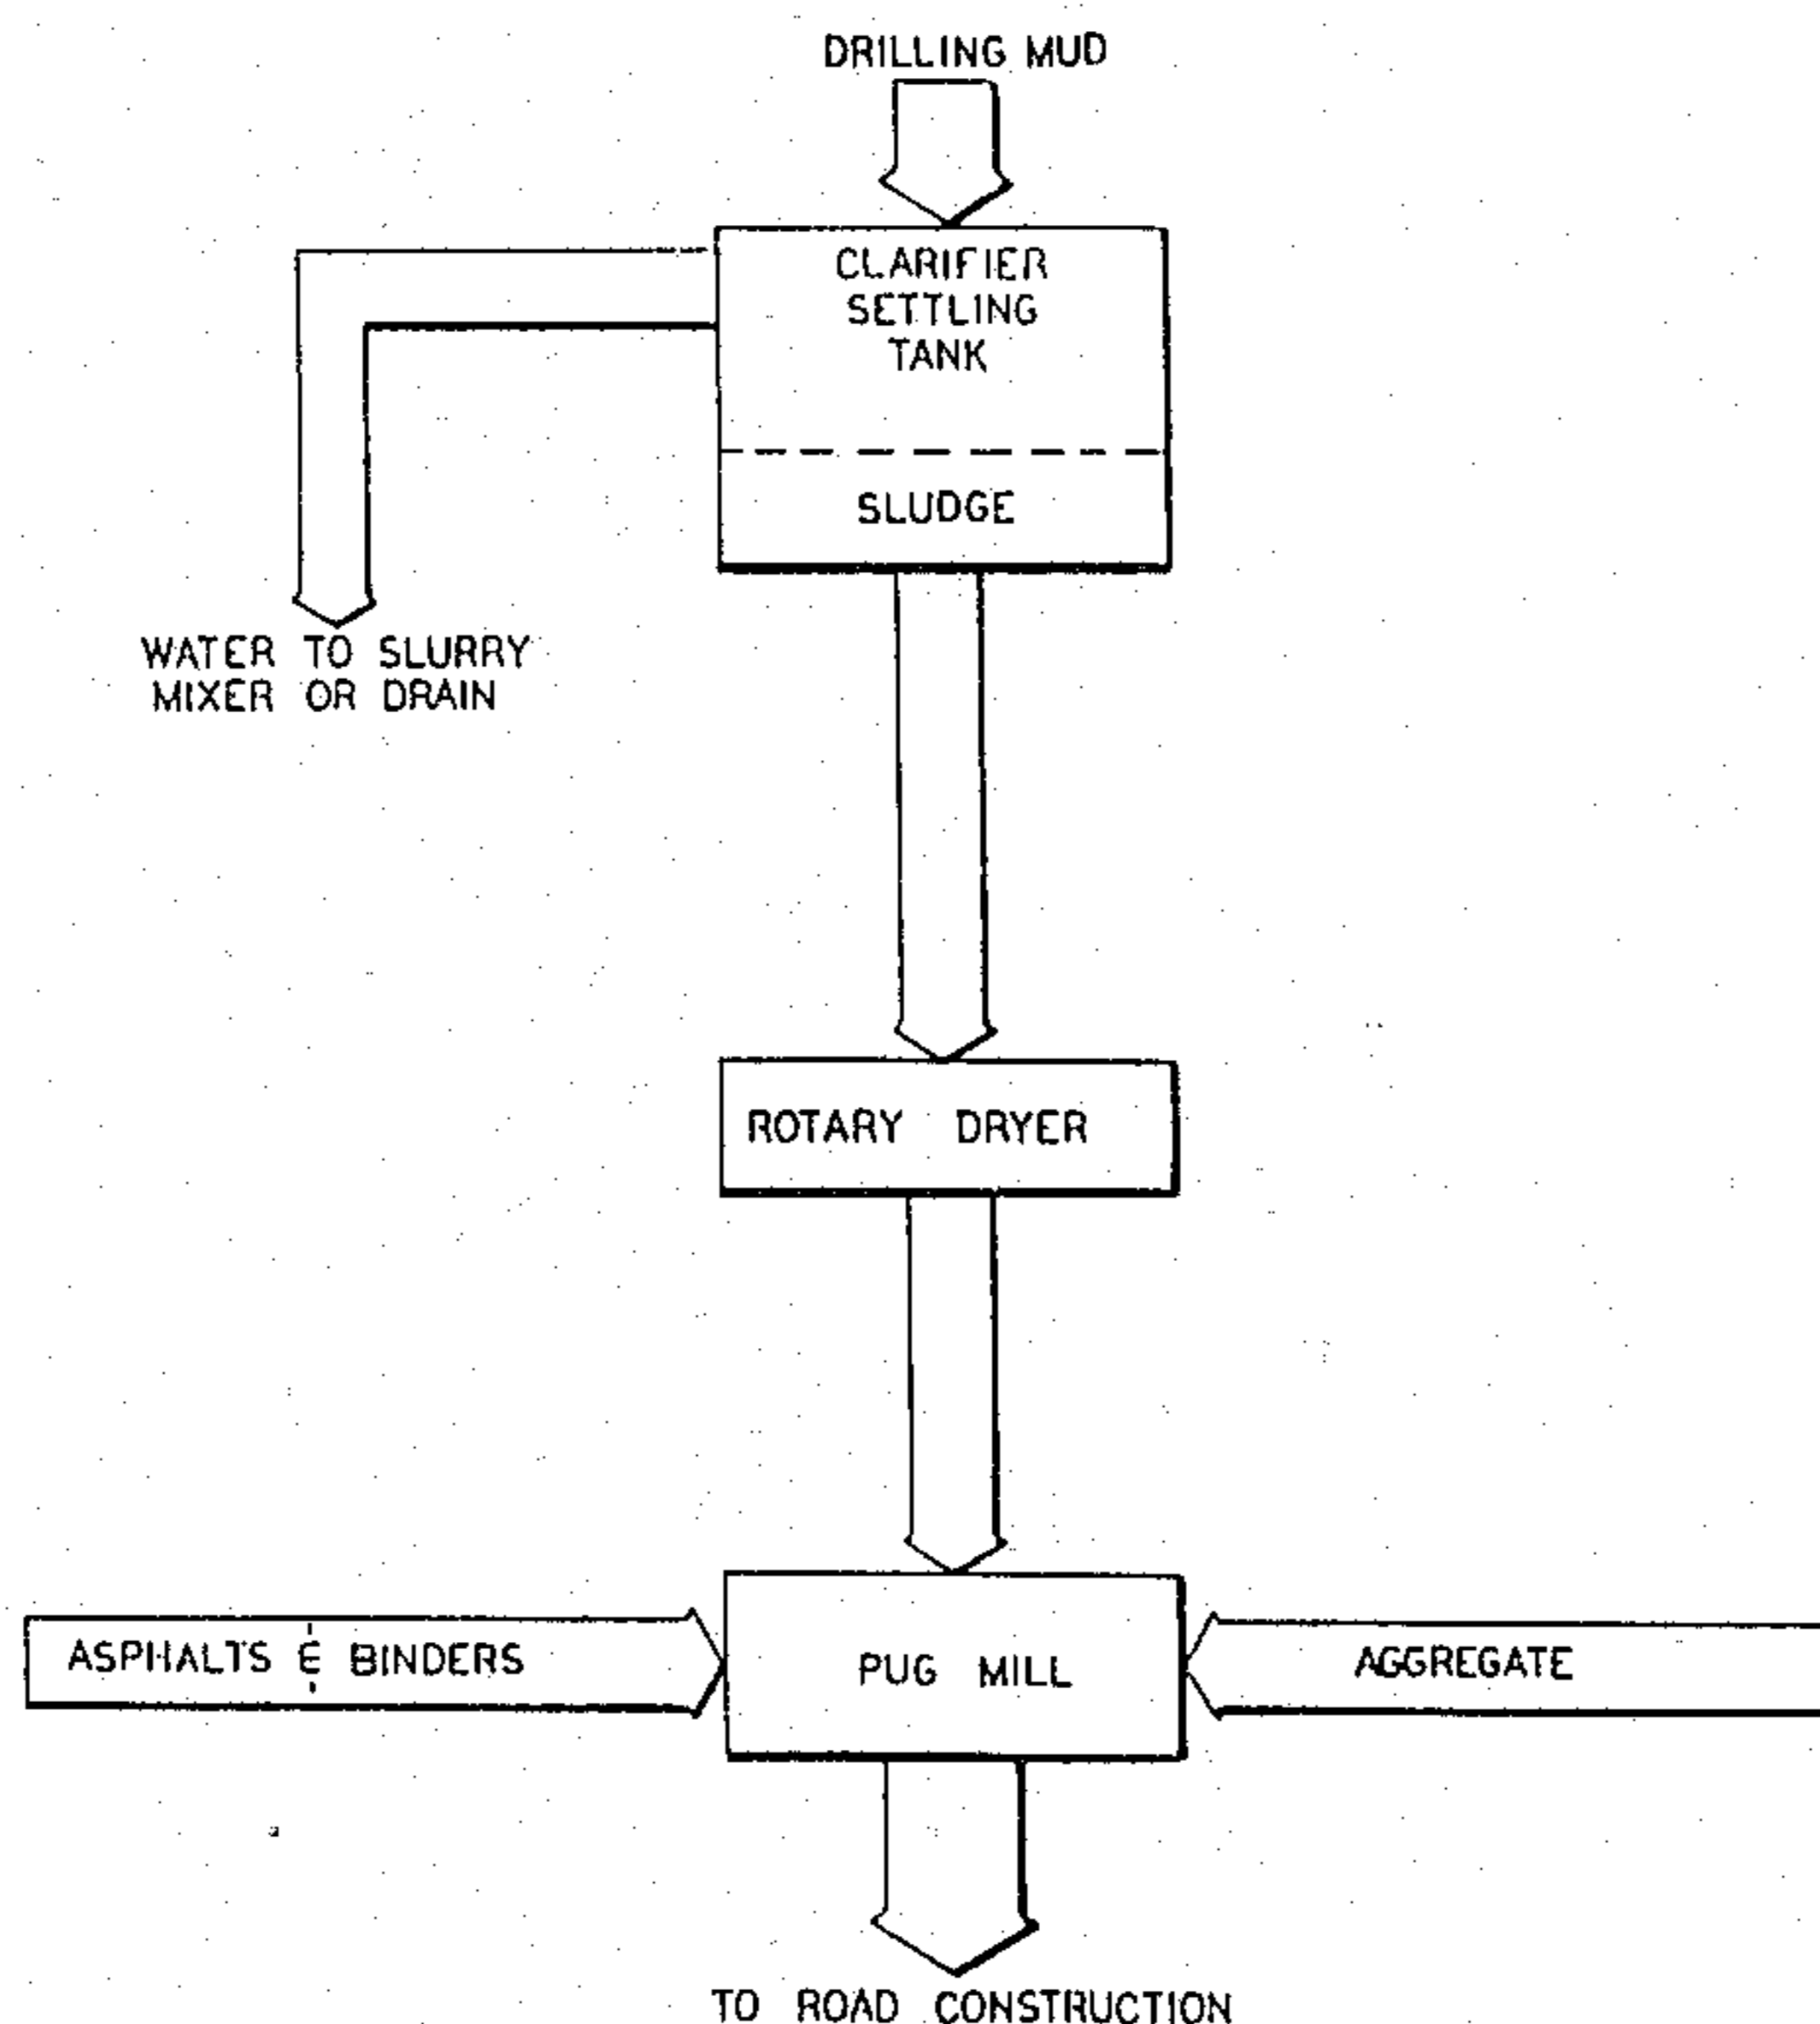 DRILLING MUD
CLARIFIER
SETTLING
TANK
SLUDGE
WATER TO SLURRY
MIXER OR DRAIN
ROTARY DRYER
ASPHALTS & BINDERS
PUG MILL
AGGREGATE
TO ROAD CONSTRUCTION